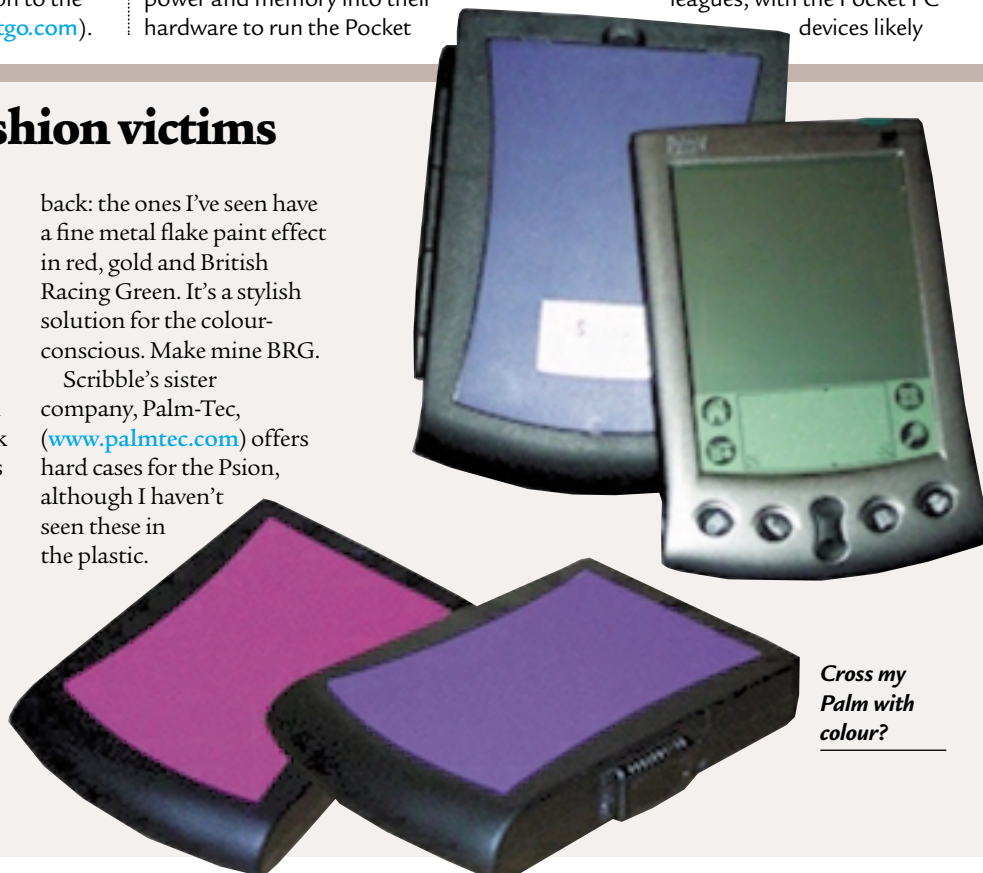 on to the
tgo.com).
power and memory into their
hardware to run the Pocket
leagues, with the Pocket PC
devices likely
shion victims
back: the ones I've seen have
a fine metal flake paint effect
in red, gold and British
Racing Green. It's a stylish
solution for the colour-
conscious. Make mine BRG.
Scribble's sister
company, Palm-Tec,
(www.palmtec.com) offers
hard cases for the Psion,
although I haven't
seen these in
the plastic.
Cross my
Palm with
colour?